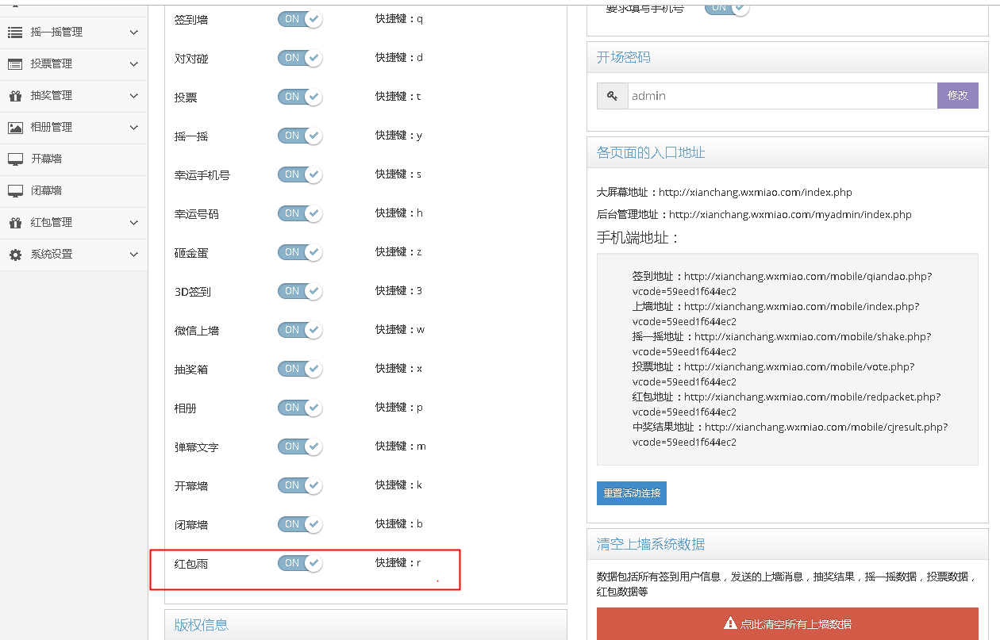 摇一摇管理
投票管理
抽奖管理
相册管理
开幕墙
闭幕墙
红包管理
系统设置
签到墙 ON 快捷键：q
对对碰 ON 快捷键：d
投票 ON 快捷键：t
摇一摇 ON 快捷键：y
幸运手机号 ON 快捷键：s
幸运号码 ON 快捷键：h
砸金蛋 ON 快捷键：z
3D签到 ON 快捷键：3
微信上墙 ON 快捷键：w
抽奖箱 ON 快捷键：x
相册 ON 快捷键：p
弹幕文字 ON 快捷键：m
开幕墙 ON 快捷键：k
闭幕墙 ON 快捷键：b
红包雨 ON 快捷键：r
版权信息
要求填写手机号 ON
开场密码
admin 修改
各页面的入口地址
大屏幕地址：http://xianchang.wxmiao.com/index.php
后台管理地址：http://xianchang.wxmiao.com/myadmin/index.php
手机端地址：
签到地址：http://xianchang.wxmiao.com/mobile/qiandao.php?
vcode=59eed1f644ec2
上墙地址：http://xianchang.wxmiao.com/mobile/index.php?
vcode=59eed1f644ec2
摇一摇地址：http://xianchang.wxmiao.com/mobile/shake.php?
vcode=59eed1f644ec2
投票地址：http://xianchang.wxmiao.com/mobile/vote.php?
vcode=59eed1f644ec2
红包地址：http://xianchang.wxmiao.com/mobile/redpacket.php?
vcode=59eed1f644ec2
中奖结果地址：http://xianchang.wxmiao.com/mobile/cjresult.php?
vcode=59eed1f644ec2
重置活动连接
清空上墙系统数据
数据包括所有签到用户信息，发送的上墙消息，抽奖结果，摇一摇数据，投票数据，
红包数据等
点此清空所有上墙数据